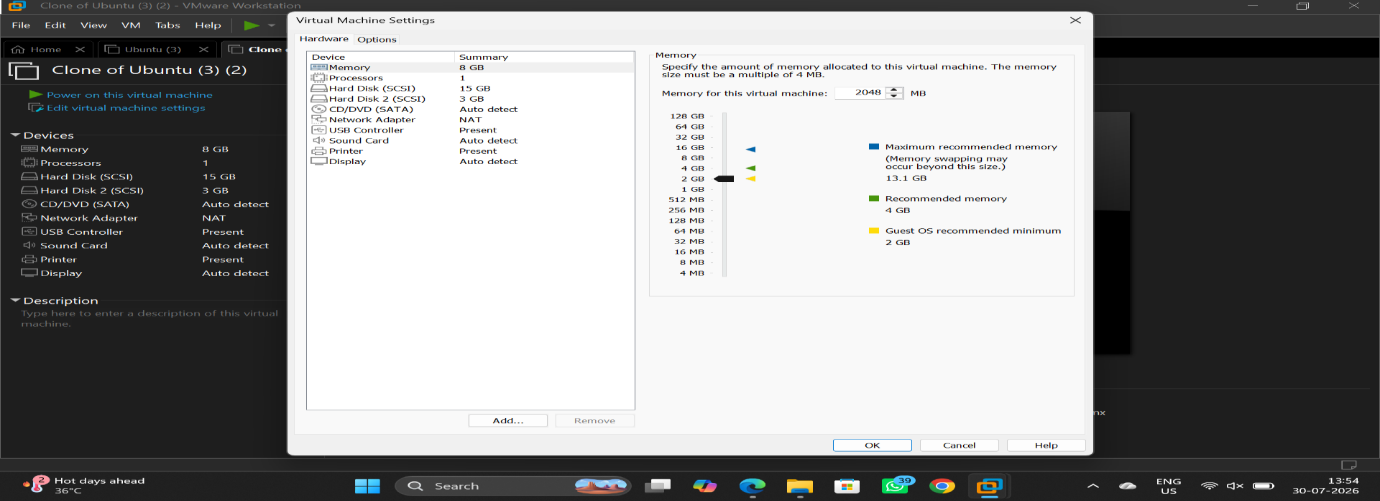 Clone of Ubuntu (3) (2) - VMware Workstation
File Edit View VM Tabs Help
Home
Ubuntu (3)
Clone of
Clone of Ubuntu (3) (2)
Power on this virtual machine
Edit virtual machine settings
Devices
Memory 8 GB
Processors 1
Hard Disk (SCSI) 15 GB
Hard Disk 2 (SCSI) 3 GB
CD/DVD (SATA) Auto detect
Network Adapter NAT
USB Controller Present
Sound Card Auto detect
Printer Present
Display Auto detect
Description
Type here to enter a description of this virtual
machine.
Virtual Machine Settings
Hardware Options
Device Summary
Memory 8 GB
Processors 1
Hard Disk (SCSI) 15 GB
Hard Disk 2 (SCSI) 3 GB
CD/DVD (SATA) Auto detect
Network Adapter NAT
USB Controller Present
Sound Card Auto detect
Printer Present
Display Auto detect
Add... Remove
Memory
Specify the amount of memory allocated to this virtual machine. The memory
size must be a multiple of 4 MB.
Memory for this virtual machine: 2048 MB
128 GB
64 GB
32 GB
16 GB
8 GB
4 GB
2 GB
1 GB
512 MB
256 MB
128 MB
64 MB
32 MB
16 MB
8 MB
4 MB
Maximum recommended memory
(Memory swapping may
occur beyond this size.)
13.1 GB
Recommended memory
4 GB
Guest OS recommended minimum
2 GB
OK Cancel Help
mx
2
Hot days ahead
36°C
Search
39
ENG
US
13:54
30-07-2026